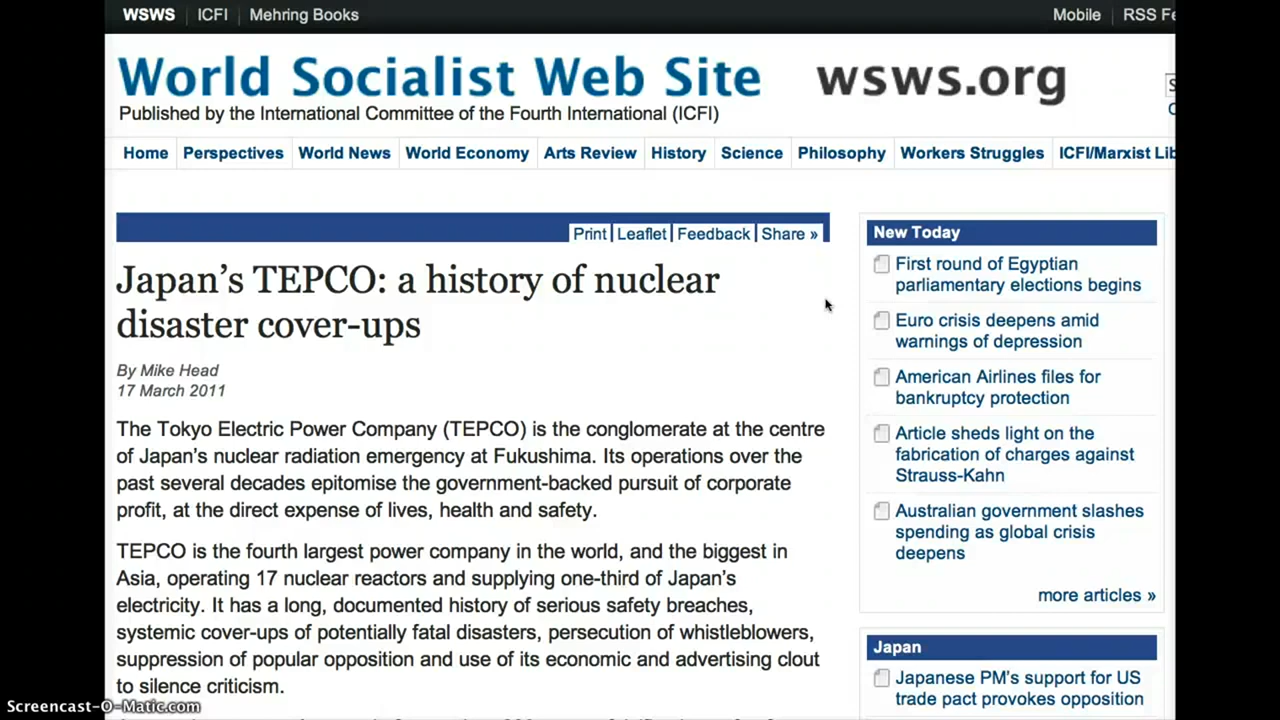 WSWS ICFI Mehring Books Mobile RSS Fe
World Socialist Web Site wsws.org
Published by the International Committee of the Fourth International (ICFI)
Home Perspectives World News World Economy Arts Review History Science Philosophy Workers Struggles ICFI/Marxist Lib
Print Leaflet Feedback Share »
Japan’s TEPCO: a history of nuclear
disaster cover-ups
By Mike Head
17 March 2011
The Tokyo Electric Power Company (TEPCO) is the conglomerate at the centre
of Japan’s nuclear radiation emergency at Fukushima. Its operations over the
past several decades epitomise the government-backed pursuit of corporate
profit, at the direct expense of lives, health and safety.
TEPCO is the fourth largest power company in the world, and the biggest in
Asia, operating 17 nuclear reactors and supplying one-third of Japan’s
electricity. It has a long, documented history of serious safety breaches,
systemic cover-ups of potentially fatal disasters, persecution of whistleblowers,
suppression of popular opposition and use of its economic and advertising clout
to silence criticism.
New Today
First round of Egyptian
parliamentary elections begins
Euro crisis deepens amid
warnings of depression
American Airlines files for
bankruptcy protection
Article sheds light on the
fabrication of charges against
Strauss-Kahn
Australian government slashes
spending as global crisis
deepens
more articles »
Japan
Japanese PM’s support for US
trade pact provokes opposition
Screencast-O-Matic.com